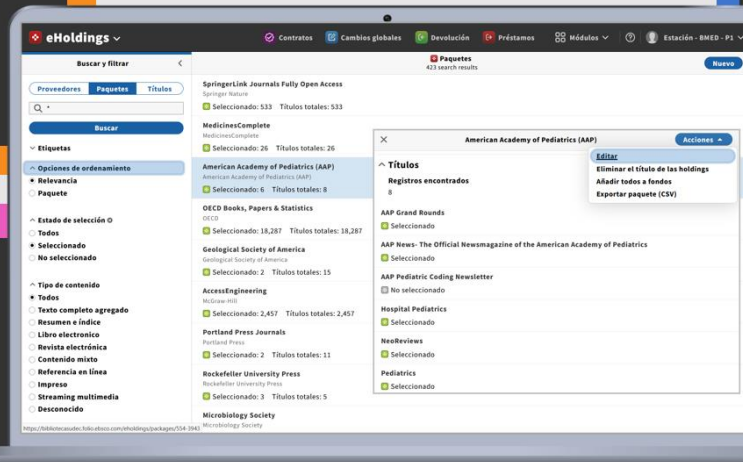 eHoldings
Contratos
Cambios globales
Devolución
Préstamos
Módulos
Estación - BMED - P1
Buscar y filtrar
Paquetes
423 search results
Nuevo
Proveedores Paquetes Títulos
*
Buscar
Etiquetas
Opciones de ordenamiento
Relevancia
Paquete
Estado de selección
Todos
Seleccionado
No seleccionado
Tipo de contenido
Todos
Texto completo agregado
Resumen e índice
Libro electronico
Revista electrónica
Contenido mixto
Referencia en línea
Impreso
Streaming multimedia
Desconocido
https://bibliotecasudec.folio.ebsco.com/eholdings/packages/554-3943
SpringerLink Journals Fully Open Access
Springer Nature
Seleccionado: 533 Títulos totales: 533
MedicinesComplete
MedicinesComplete
Seleccionado: 26 Títulos totales: 26
American Academy of Pediatrics (AAP)
American Academy of Pediatrics (AAP)
Seleccionado: 6 Títulos totales: 8
OECD Books, Papers & Statistics
OECD
Seleccionado: 18,287 Títulos totales: 18,287
Geological Society of America
Geological Society of America
Seleccionado: 2 Títulos totales: 15
AccessEngineering
McGraw-Hill
Seleccionado: 2,457 Títulos totales: 2,457
Portland Press Journals
Portland Press
Seleccionado: 2 Títulos totales: 11
Rockefeller University Press
Rockefeller University Press
Seleccionado: 3 Títulos totales: 5
Microbiology Society
Microbiology Society
American Academy of Pediatrics (AAP)
Acciones
Editar
Eliminar el título de las holdings
Añadir todos a fondos
Exportar paquete (CSV)
Títulos
Registros encontrados
8
AAP Grand Rounds
Seleccionado
AAP News- The Official Newsmagazine of the American Academy of Pediatrics
Seleccionado
AAP Pediatric Coding Newsletter
No seleccionado
Hospital Pediatrics
Seleccionado
NeoReviews
Seleccionado
Pediatrics
Seleccionado